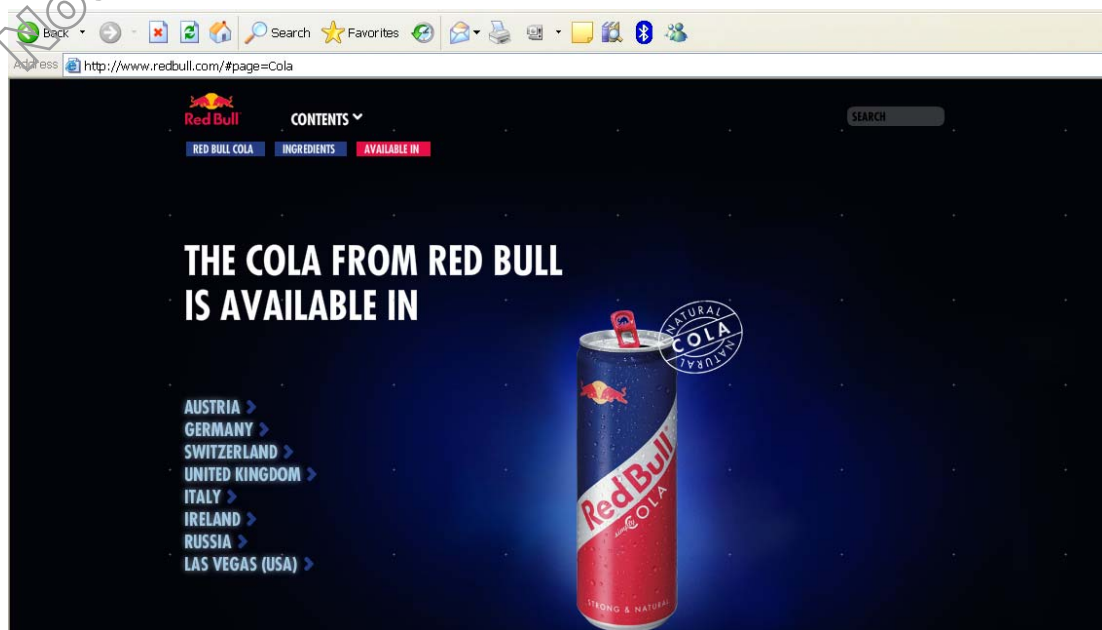 No
Back Search Favorites
Address http://www.redbull.com/#page=Cola
Red Bull CONTENTS SEARCH
RED BULL COLA INGREDIENTS AVAILABLE IN
THE COLA FROM RED BULL
IS AVAILABLE IN
NATURAL
COLA
NATURAL
AUSTRIA
GERMANY
SWITZERLAND
UNITED KINGDOM
ITALY
IRELAND
RUSSIA
LAS VEGAS (USA)
Red Bull
COLA
STRONG & NATURAL